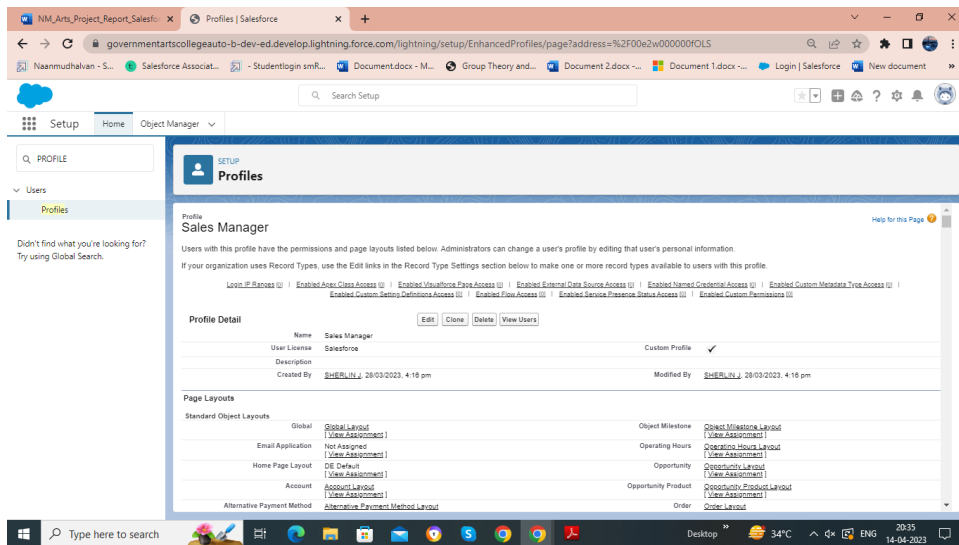 NM_Arts_Project_Report_Salesfor
Profiles | Salesforce
governmentartscollegeauto-b-dev-ed.develop.lightning.force.com/lightning/setup/EnhancedProfiles/page?address=%2F00e2w000000fOLS
Naanmudhalvan - S...
Salesforce Associat...
- Studentlogin smR...
Document.docx - M...
Group Theory and...
Document 2.docx -...
Document 1.docx -...
Login | Salesforce
New document
Search Setup
Setup
Home
Object Manager
PROFILE
Users
Profiles
Didn't find what you're looking for?
Try using Global Search.
SETUP
Profiles
Profile
Sales Manager
Help for this Page
Users with this profile have the permissions and page layouts listed below. Administrators can change a user's profile by editing that user's personal information.
If your organization uses Record Types, use the Edit links in the Record Type Settings section below to make one or more record types available to users with this profile.
Login IP Ranges [0] | Enabled Apex Class Access [0] | Enabled Visualforce Page Access [0] | Enabled External Data Source Access [0] | Enabled Named Credential Access [0] | Enabled Custom Metadata Type Access [0] |
Enabled Custom Setting Definitions Access [0] | Enabled Flow Access [0] | Enabled Service Presence Status Access [0] | Enabled Custom Permissions [0]
Profile Detail
Edit Clone Delete View Users
Name Sales Manager
User License Salesforce Custom Profile ✓
Description
Created By SHERLIN J, 28/03/2023, 4:16 pm Modified By SHERLIN J, 28/03/2023, 4:16 pm
Page Layouts
Standard Object Layouts
Global Global Layout Object Milestone Object Milestone Layout
[ View Assignment ] [ View Assignment ]
Email Application Not Assigned Operating Hours Operating Hours Layout
[ View Assignment ] [ View Assignment ]
Home Page Layout DE Default Opportunity Opportunity Layout
[ View Assignment ] [ View Assignment ]
Account Account Layout Opportunity Product Opportunity Product Layout
[ View Assignment ] [ View Assignment ]
Alternative Payment Method Alternative Payment Method Layout Order Order Layout
Type here to search
Desktop
34°C
ENG
20:35
14-04-2023